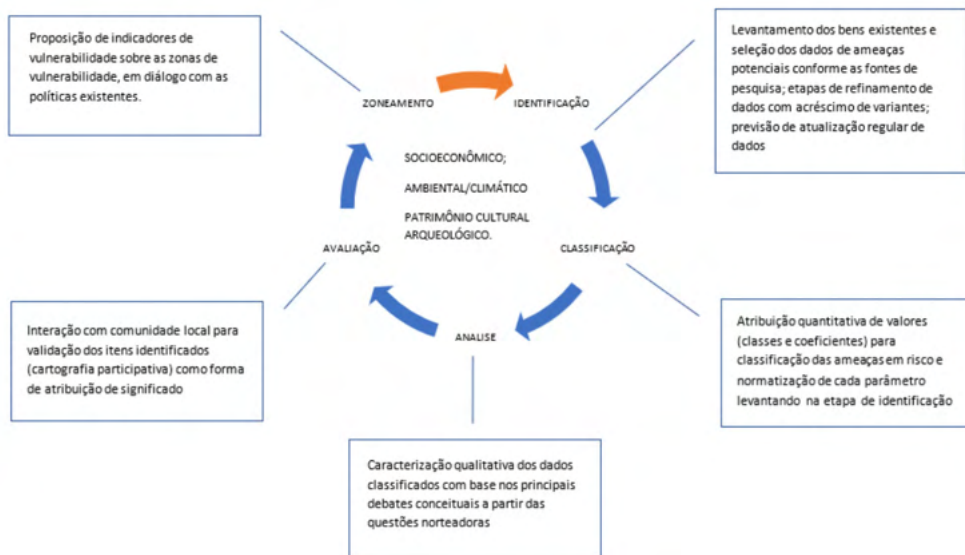 Proposição de indicadores de
vulnerabilidade sobre as zonas de
vulnerabilidade, em diálogo com as
políticas existentes.
Levantamento dos bens existentes e
seleção dos dados de ameaças
potenciais conforme as fontes de
pesquisa; etapas de refinamento de
dados com acréscimo de variantes;
previsão de atualização regular de
dados
ZONEAMENTO
IDENTIFICAÇÃO
SOCIOECONÔMICO;
AMBIENTAL/CLIMÁTICO
PATRIMÔNIO CULTURAL
ARQUEOLÓGICO.
AVALIAÇÃO
CLASSIFICAÇÃO
ANALISE
Interação com comunidade local para
validação dos itens identificados
(cartografia participativa) como forma
de atribuição de significado
Atribuição quantitativa de valores
(classes e coeficientes) para
classificação das ameaças em risco e
normatização de cada parâmetro
levantando na etapa de identificação
Caracterização qualitativa dos dados
classificados com base nos principais
debates conceituais a partir das
questões norteadoras